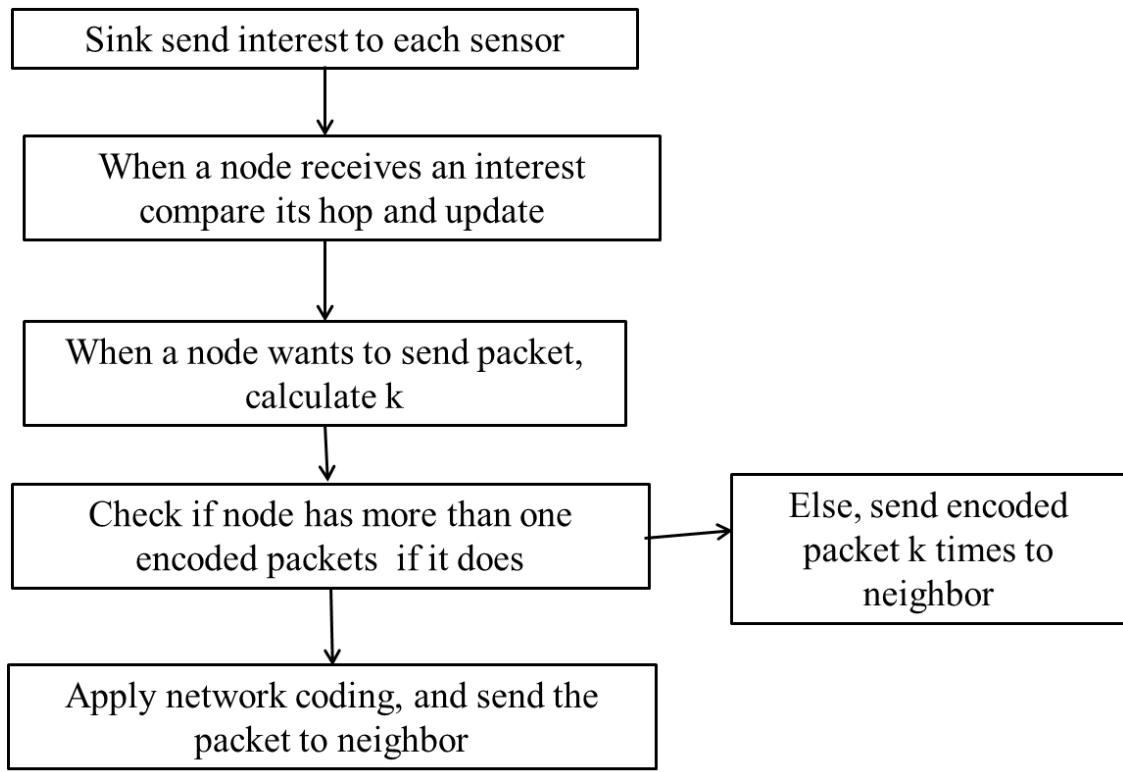 Sink send interest to each sensor
When a node receives an interest
compare its hop and update
When a node wants to send packet,
calculate k
Check if node has more than one
encoded packets if it does
Else, send encoded
packet k times to
neighbor
Apply network coding, and send the
packet to neighbor